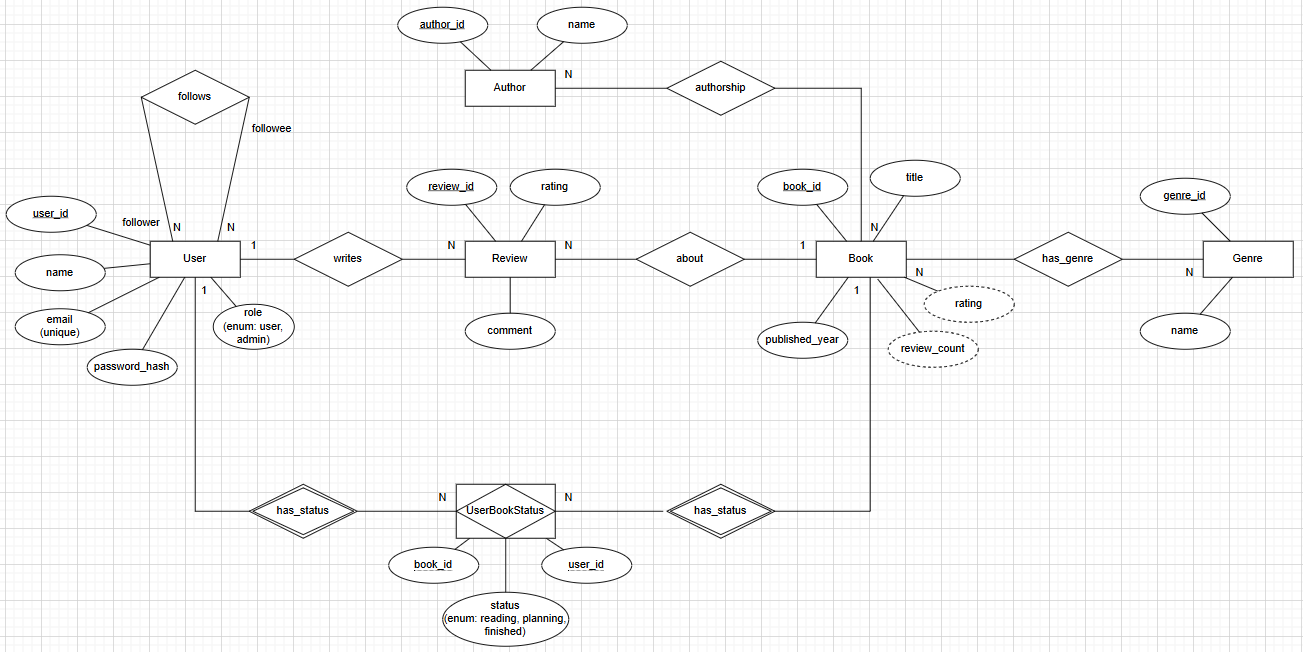 author_id
name
N
Author
authorship
follows
followee
review_id
rating
book_id
title
genre_id
user_id
follower
N
N
N
User
1
writes
N
Review
N
about
1
Book
has_genre
Genre
N
N
name
1
1
rating
email
(unique)
role
(enum: user,
admin)
comment
published_year
review_count
name
password_hash
has_status
N
UserBookStatus
N
has_status
book_id
user_id
status
(enum: reading, planning,
finished)